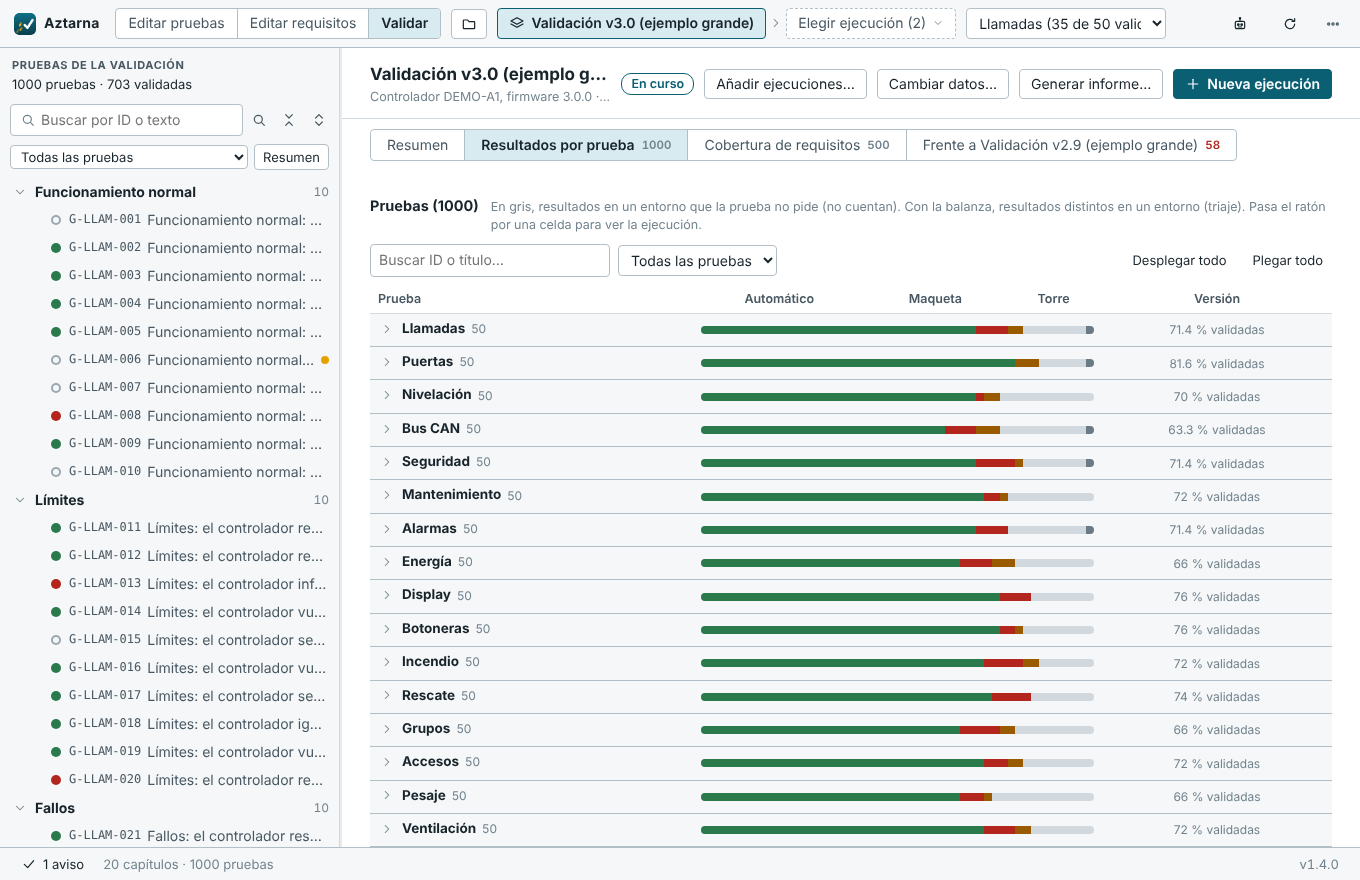 Aztarna
Editar pruebas
Editar requisitos
Validar
Validación v3.0 (ejemplo grande)
Elegir ejecución (2)
Llamadas (35 de 50 valic
PRUEBAS DE LA VALIDACIÓN
1000 pruebas · 703 validadas
Buscar por ID o texto
Todas las pruebas
Resumen
Funcionamiento normal 10
G-LLAM-001 Funcionamiento normal: ...
G-LLAM-002 Funcionamiento normal: ...
G-LLAM-003 Funcionamiento normal: ...
G-LLAM-004 Funcionamiento normal: ...
G-LLAM-005 Funcionamiento normal: ...
G-LLAM-006 Funcionamiento normal...
G-LLAM-007 Funcionamiento normal: ...
G-LLAM-008 Funcionamiento normal: ...
G-LLAM-009 Funcionamiento normal: ...
G-LLAM-010 Funcionamiento normal: ...
Límites 10
G-LLAM-011 Límites: el controlador re...
G-LLAM-012 Límites: el controlador re...
G-LLAM-013 Límites: el controlador inf...
G-LLAM-014 Límites: el controlador vu...
G-LLAM-015 Límites: el controlador se...
G-LLAM-016 Límites: el controlador vu...
G-LLAM-017 Límites: el controlador se...
G-LLAM-018 Límites: el controlador ig...
G-LLAM-019 Límites: el controlador vu...
G-LLAM-020 Límites: el controlador re...
Fallos 10
G-LLAM-021 Fallos: el controlador res...
Validación v3.0 (ejemplo g...
Controlador DEMO-A1, firmware 3.0.0 ·...
En curso
Añadir ejecuciones...
Cambiar datos...
Generar informe...
Nueva ejecución
Resumen
Resultados por prueba 1000
Cobertura de requisitos 500
Frente a Validación v2.9 (ejemplo grande) 58
Pruebas (1000)
En gris, resultados en un entorno que la prueba no pide (no cuentan). Con la balanza, resultados distintos en un entorno (triaje). Pasa el ratón
por una celda para ver la ejecución.
Buscar ID o título...
Todas las pruebas
Desplegar todo
Plegar todo
Prueba Automático Maqueta Torre Versión
Llamadas 50 71.4 % validadas
Puertas 50 81.6 % validadas
Nivelación 50 70 % validadas
Bus CAN 50 63.3 % validadas
Seguridad 50 71.4 % validadas
Mantenimiento 50 72 % validadas
Alarmas 50 71.4 % validadas
Energía 50 66 % validadas
Display 50 76 % validadas
Botoneras 50 76 % validadas
Incendio 50 72 % validadas
Rescate 50 74 % validadas
Grupos 50 66 % validadas
Accesos 50 72 % validadas
Pesaje 50 66 % validadas
Ventilación 50 72 % validadas
1 aviso
20 capítulos · 1000 pruebas
v1.4.0